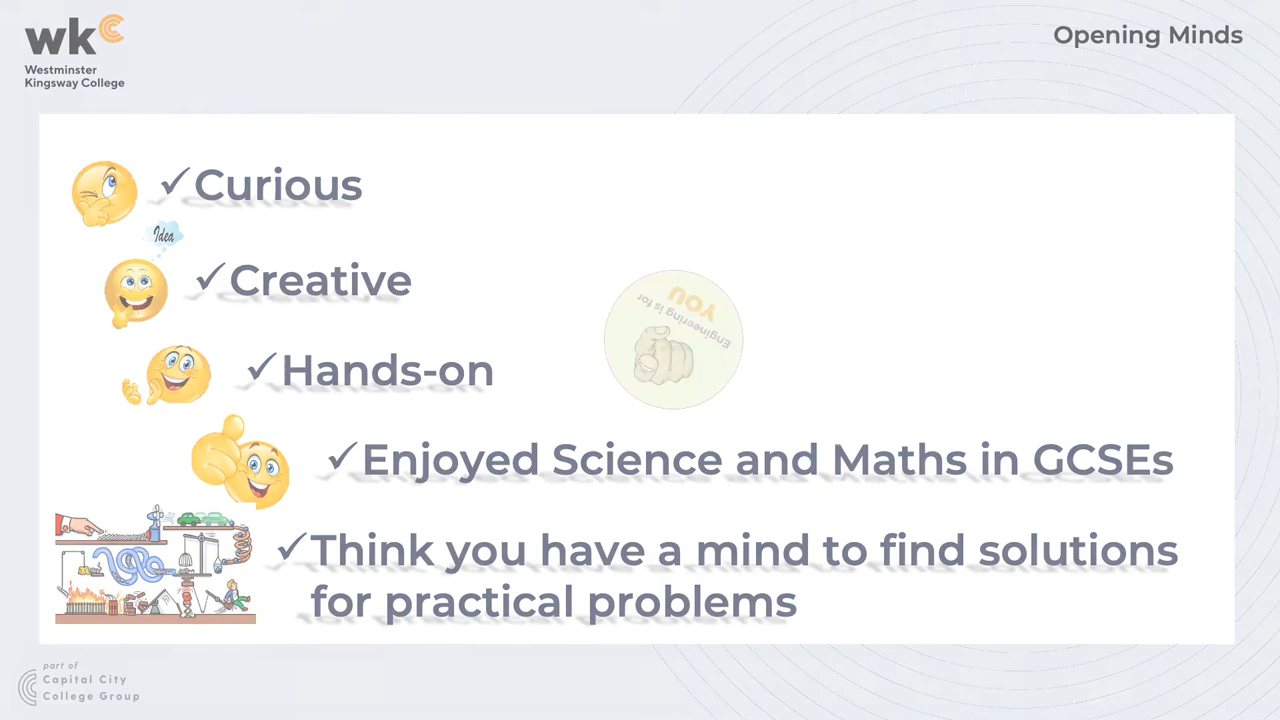 wkc
Westminster
Kingsway College
Opening Minds
✓Curious
Idea
✓Creative
YOU
Engineering is for
✓Hands-on
✓Enjoyed Science and Maths in GCSEs
✓Think you have a mind to find solutions
for practical problems
part of
Capital City
College Group